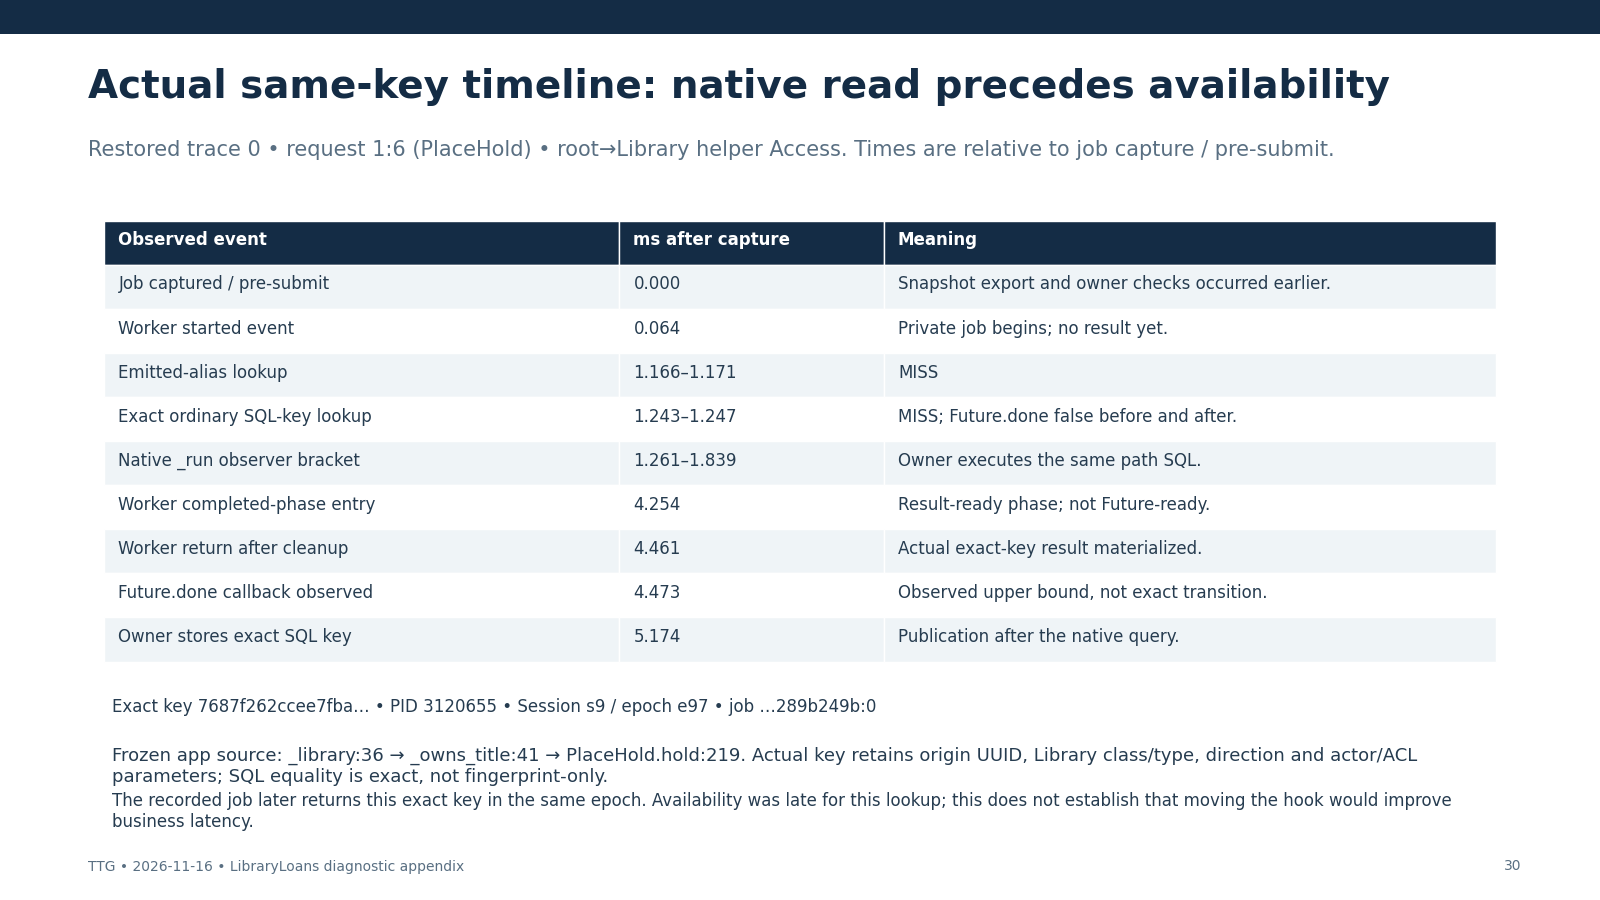 Actual same-key timeline: native read precedes availability
Restored trace 0 • request 1:6 (PlaceHold) • root→Library helper Access. Times are relative to job capture / pre-submit.
Observed event ms after capture Meaning
Job captured / pre-submit 0.000 Snapshot export and owner checks occurred earlier.
Worker started event 0.064 Private job begins; no result yet.
Emitted-alias lookup 1.166–1.171 MISS
Exact ordinary SQL-key lookup 1.243–1.247 MISS; Future.done false before and after.
Native _run observer bracket 1.261–1.839 Owner executes the same path SQL.
Worker completed-phase entry 4.254 Result-ready phase; not Future-ready.
Worker return after cleanup 4.461 Actual exact-key result materialized.
Future.done callback observed 4.473 Observed upper bound, not exact transition.
Owner stores exact SQL key 5.174 Publication after the native query.
Exact key 7687f262ccee7fba… • PID 3120655 • Session s9 / epoch e97 • job …289b249b:0
Frozen app source: _library:36 → _owns_title:41 → PlaceHold.hold:219. Actual key retains origin UUID, Library class/type, direction and actor/ACL
parameters; SQL equality is exact, not fingerprint-only.
The recorded job later returns this exact key in the same epoch. Availability was late for this lookup; this does not establish that moving the hook would improve
business latency.
TTG • 2026-11-16 • LibraryLoans diagnostic appendix 30